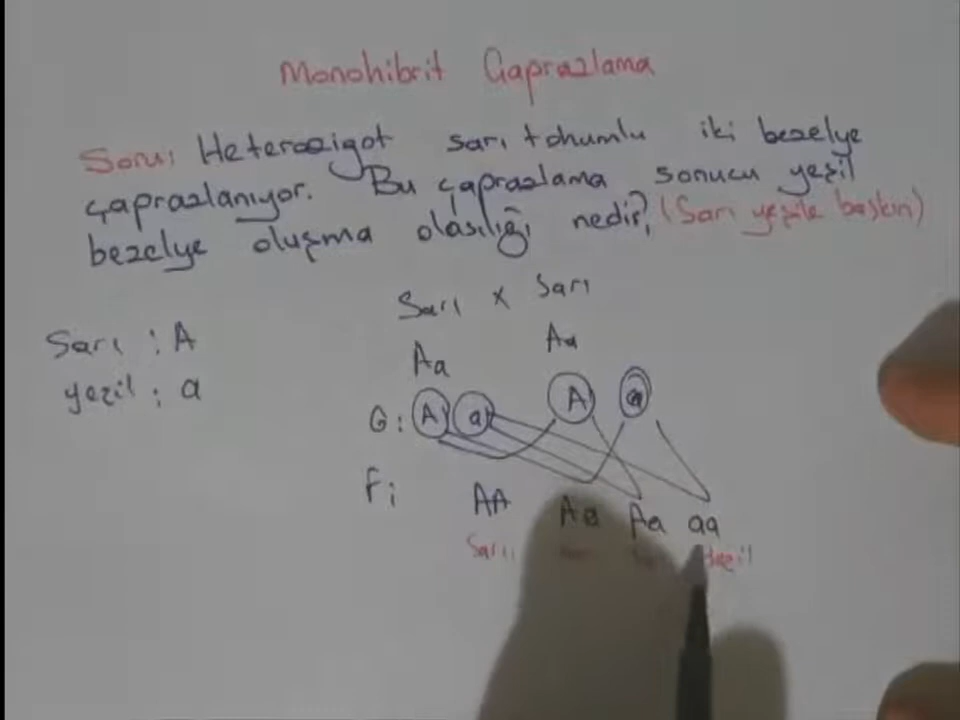 Monohibrit Çaprazlama
Soru: Heterozigot sarı tohumlu iki bezelye
çaprazlanıyor. Bu çaprazlama sonucu yeşil
bezelye oluşma olasılığı nedir? (Sarı yeşile baskın)
Sarı x Sarı
Sarı : A
Aa Aa
yeşil : a
G: A a A a
F1 AA Aa Aa aa
Sarı Yeşil